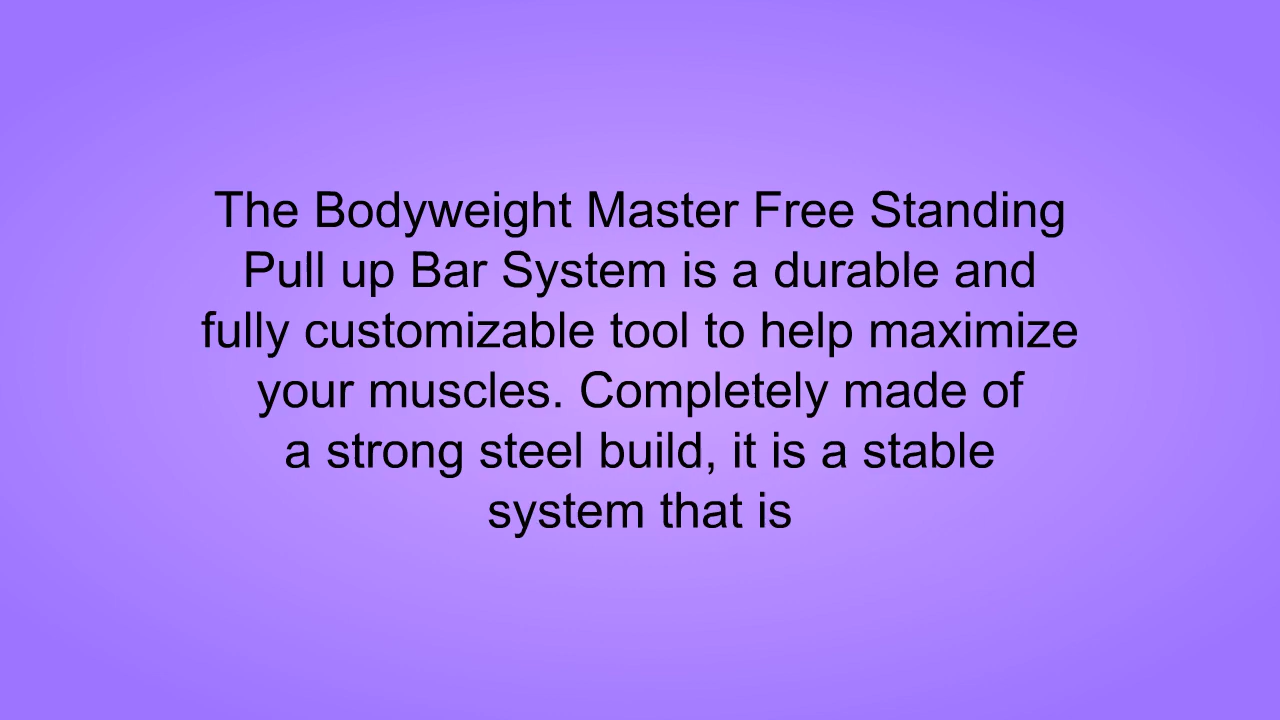 The Bodyweight Master Free Standing
Pull up Bar System is a durable and
fully customizable tool to help maximize
your muscles. Completely made of
a strong steel build, it is a stable
system that is